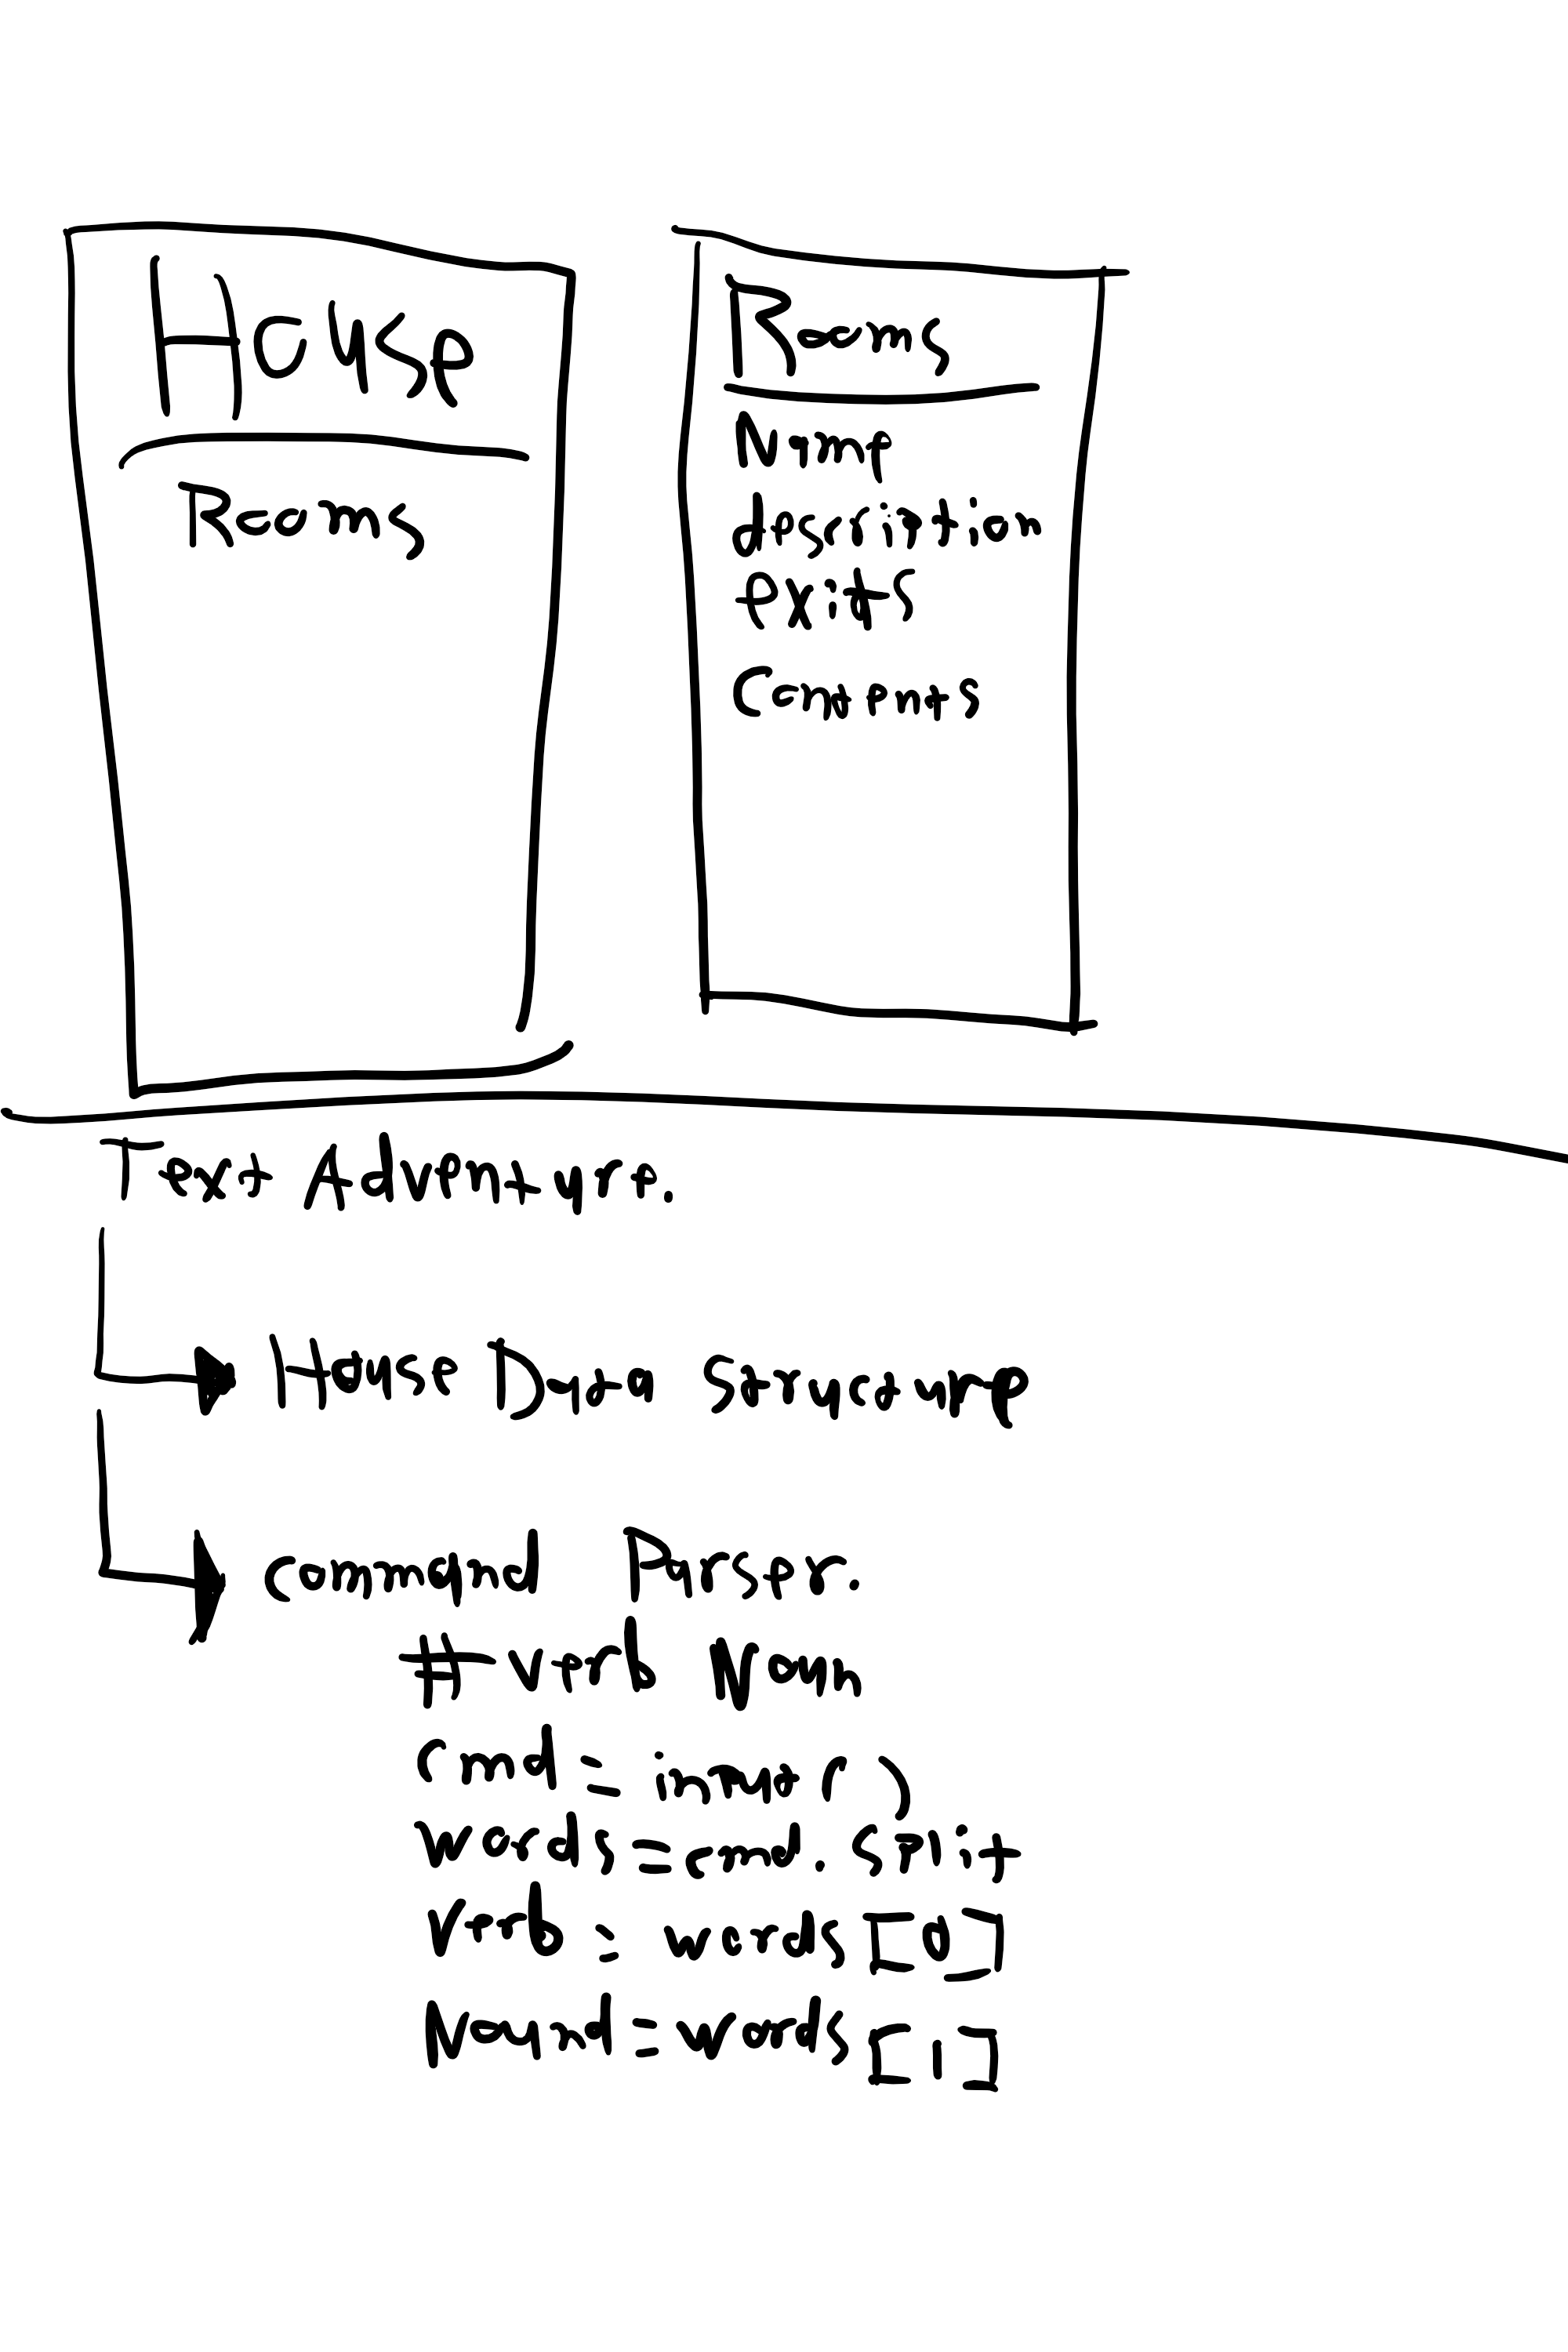 House
Rooms
Rooms
Name
description
exits
Contents
Text Adventure.
House Data structure
command Parser.
# verb Noun
cmd = input ( )
words = cmd. split
Verb = words [0]
Nound = words [1]